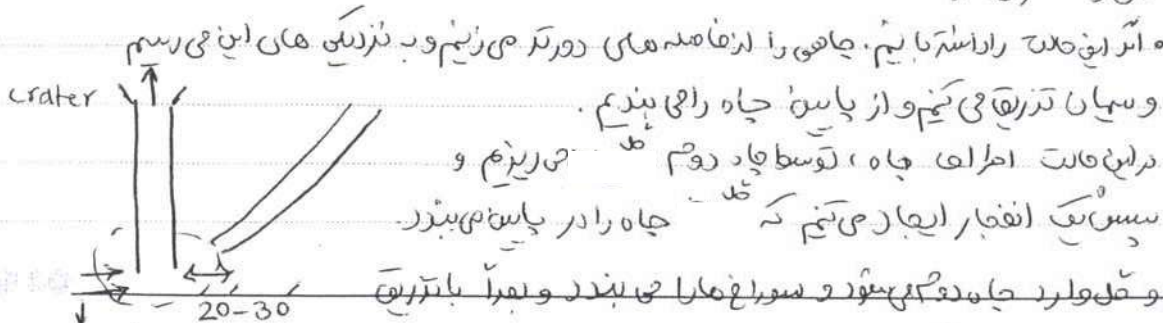 اگر این حالت را داشته باشیم. چاهی را از فاصله های دورتر می زنیم و به نزدیکی های این می رسیم
crater
و سیمان تزریق می کنیم و از پایین چاه را می بندیم.
در این حالت اطراف چاه، توسط چاه دوم گل می ریزیم و
سپس یک انفجار ایجاد می کنیم که گل چاه را در پایین می بندد.
و گل وارد چاه دوم می شود و سوراخ ها را می بندد و بعداً با تزریق
20-30